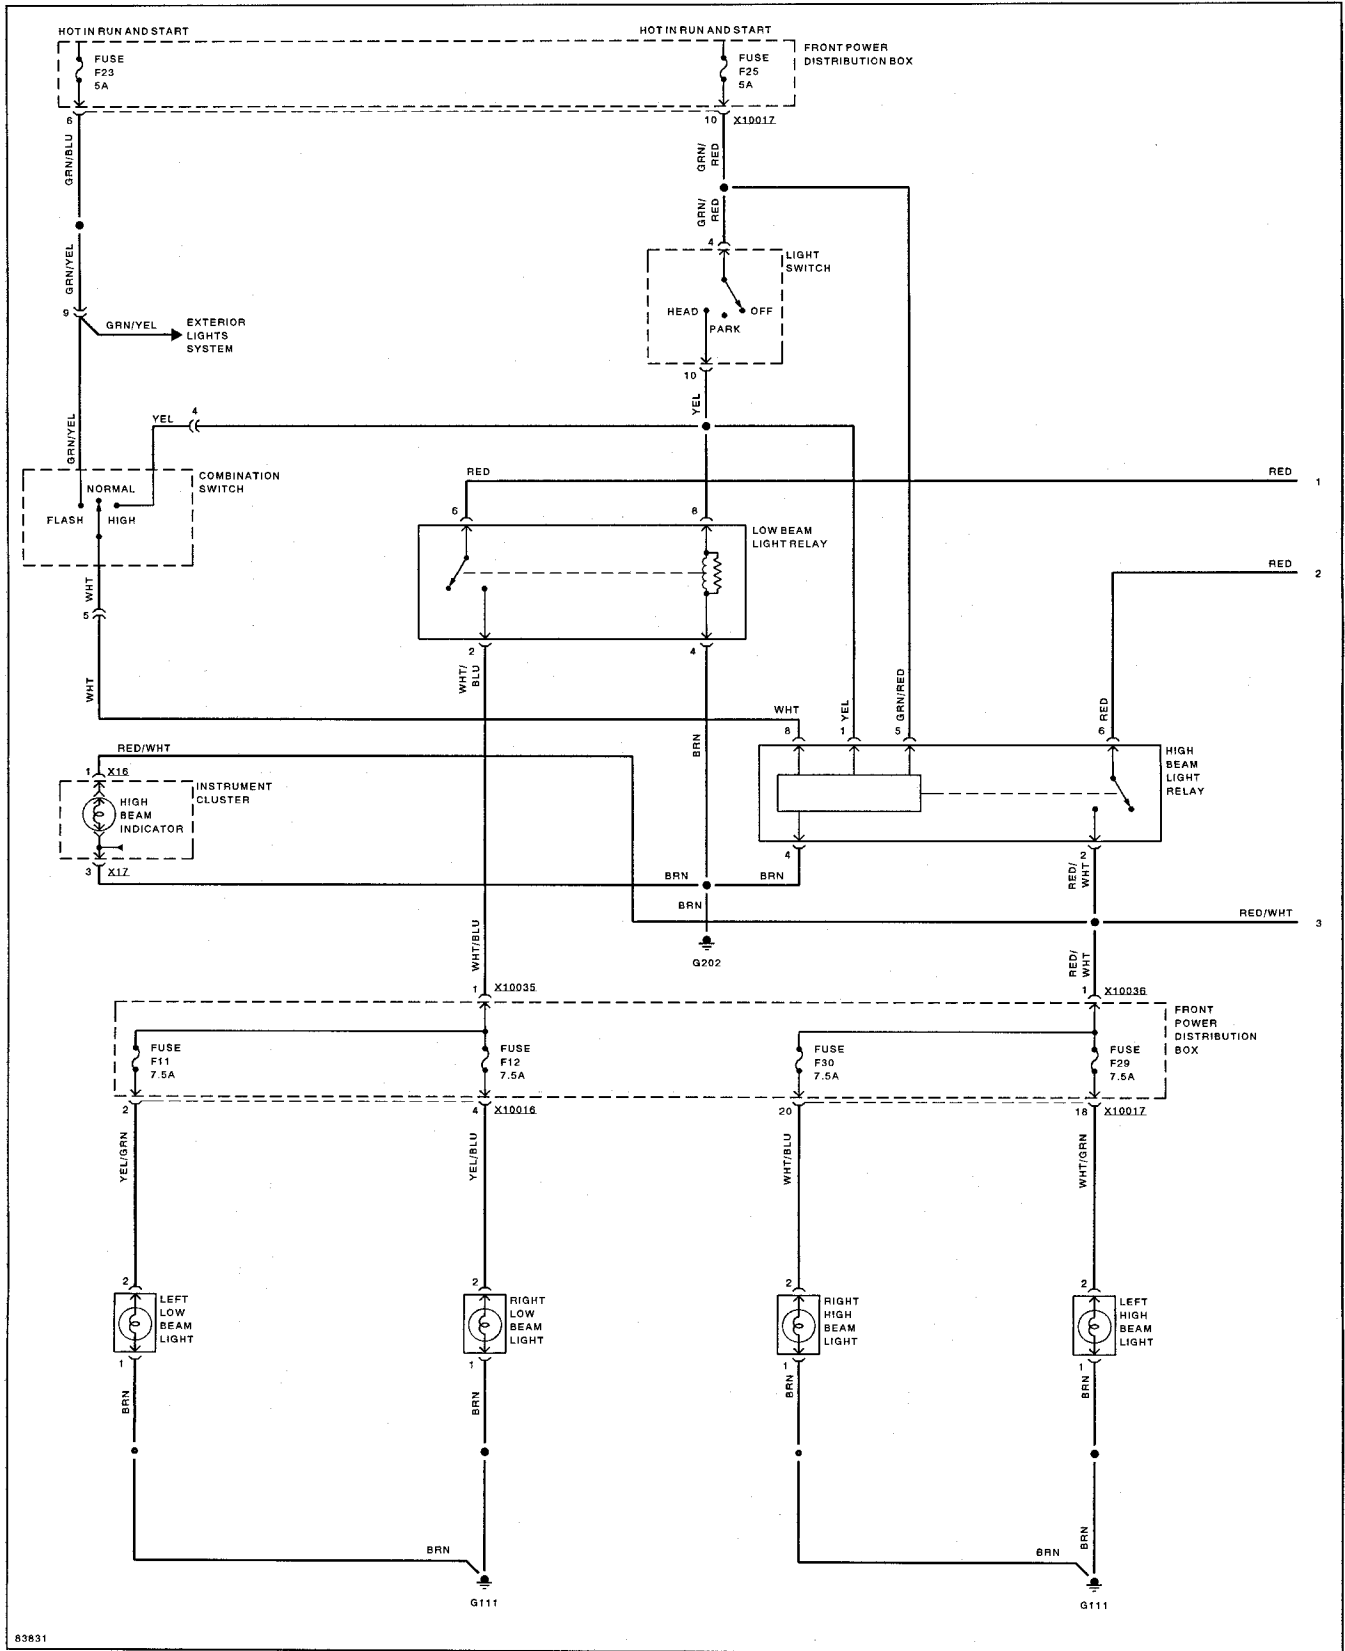 HOT IN RUN AND START
HOT IN RUN AND START
FUSE
F23
5A
FUSE
F25
5A
FRONT POWER
DISTRIBUTION BOX
6
10
X10017
GRN/BLU
GRN/
RED
GRN/
RED
GRN/YEL
4
LIGHT
SWITCH
9
GRN/YEL
EXTERIOR
LIGHTS
SYSTEM
HEAD
OFF
PARK
10
YEL
4
YEL
GRN/YEL
COMBINATION
SWITCH
NORMAL
FLASH
HIGH
RED
RED
1
6
8
LOW BEAM
LIGHT RELAY
RED
2
WHT
5
2
4
WHT/
BLU
WHT
WHT
YEL
GRN/RED
RED
8
1
5
6
BRN
RED/WHT
1
X16
INSTRUMENT
CLUSTER
HIGH
BEAM
INDICATOR
HIGH
BEAM
LIGHT
RELAY
3
X17
4
2
RED/
WHT
BRN
BRN
BRN
RED/WHT
3
WHT/BLU
G202
RED/
WHT
1
X10035
1
X10036
FRONT
POWER
DISTRIBUTION
BOX
FUSE
F11
7.5A
FUSE
F12
7.5A
FUSE
F30
7.5A
FUSE
F29
7.5A
2
4
X10016
20
18
X10017
YEL/GRN
YEL/BLU
WHT/BLU
WHT/GRN
2
2
2
2
LEFT
LOW
BEAM
LIGHT
RIGHT
LOW
BEAM
LIGHT
RIGHT
HIGH
BEAM
LIGHT
LEFT
HIGH
BEAM
LIGHT
1
1
1
1
BRN
BRN
BRN
BRN
BRN
BRN
BRN
G111
G111
83831